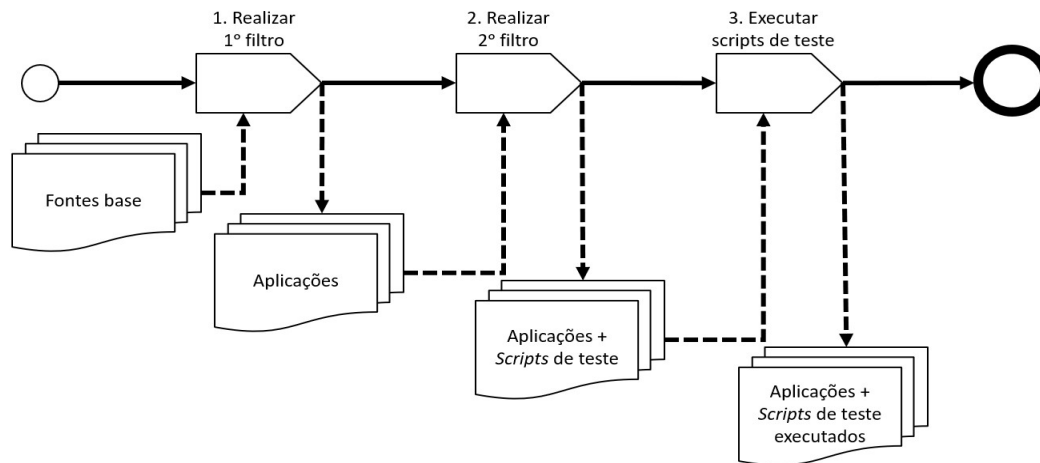 1. Realizar
1º filtro
2. Realizar
2º filtro
3. Executar
scripts de teste
Fontes base
Aplicações
Aplicações +
Scripts de teste
Aplicações +
Scripts de teste
executados